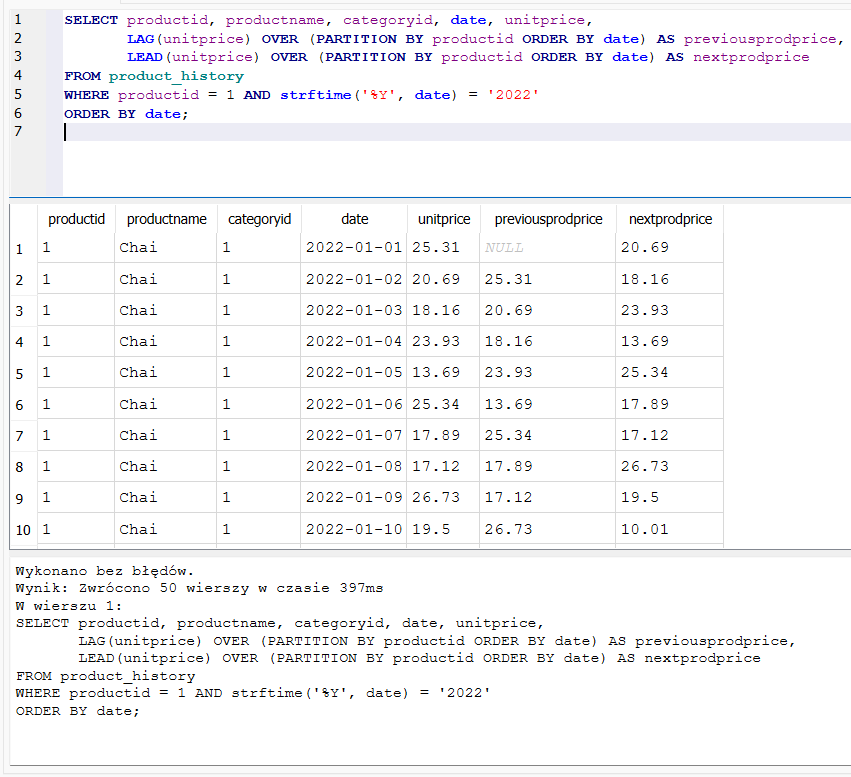 1 SELECT productid, productname, categoryid, date, unitprice,
2 LAG(unitprice) OVER (PARTITION BY productid ORDER BY date) AS previousprodprice,
3 LEAD(unitprice) OVER (PARTITION BY productid ORDER BY date) AS nextprodprice
4 FROM product_history
5 WHERE productid = 1 AND strftime('%Y', date) = '2022'
6 ORDER BY date;
7
productid productname categoryid date unitprice previousprodprice nextprodprice
1 1 Chai 1 2022-01-01 25.31 NULL 20.69
2 1 Chai 1 2022-01-02 20.69 25.31 18.16
3 1 Chai 1 2022-01-03 18.16 20.69 23.93
4 1 Chai 1 2022-01-04 23.93 18.16 13.69
5 1 Chai 1 2022-01-05 13.69 23.93 25.34
6 1 Chai 1 2022-01-06 25.34 13.69 17.89
7 1 Chai 1 2022-01-07 17.89 25.34 17.12
8 1 Chai 1 2022-01-08 17.12 17.89 26.73
9 1 Chai 1 2022-01-09 26.73 17.12 19.5
10 1 Chai 1 2022-01-10 19.5 26.73 10.01
Wykonano bez błędów.
Wynik: Zwrócono 50 wierszy w czasie 397ms
W wierszu 1:
SELECT productid, productname, categoryid, date, unitprice,
LAG(unitprice) OVER (PARTITION BY productid ORDER BY date) AS previousprodprice,
LEAD(unitprice) OVER (PARTITION BY productid ORDER BY date) AS nextprodprice
FROM product_history
WHERE productid = 1 AND strftime('%Y', date) = '2022'
ORDER BY date;